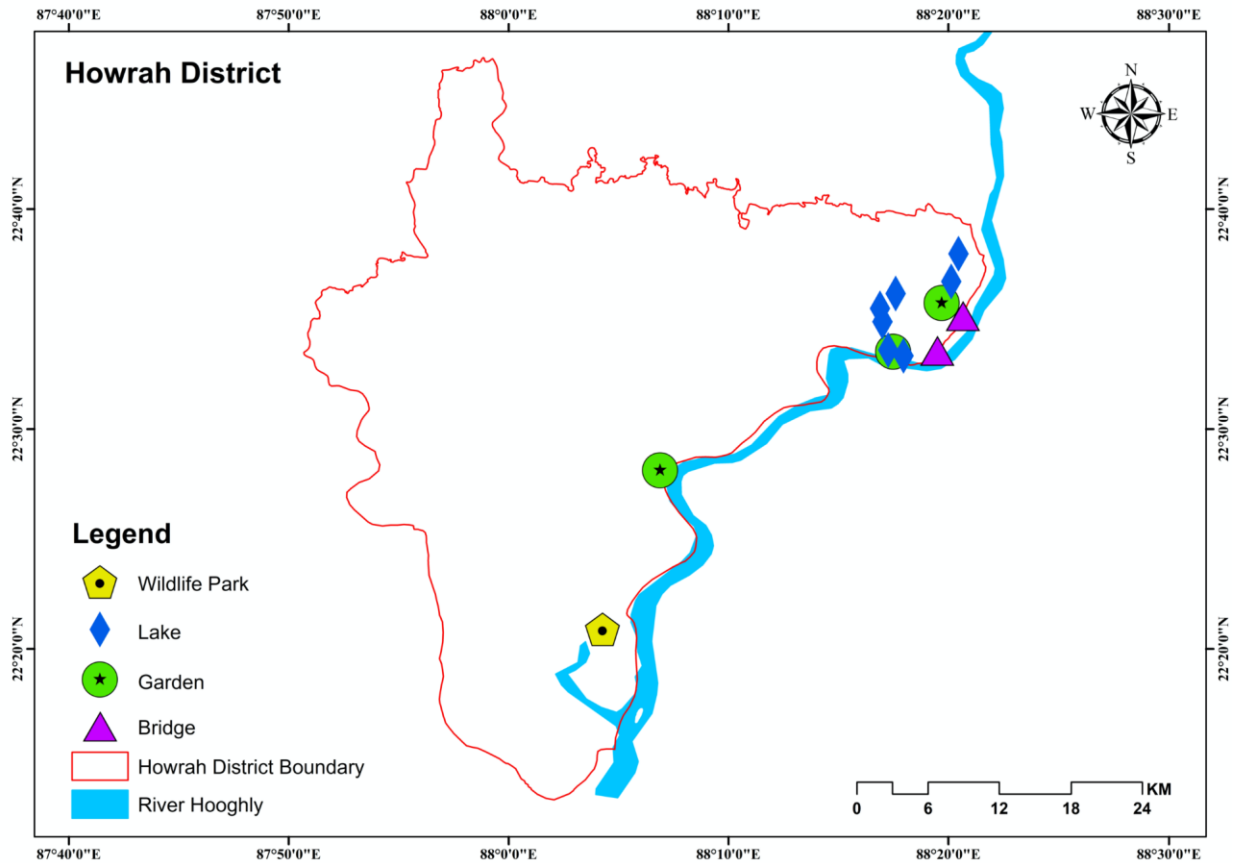 87°40'0"E 87°50'0"E 88°0'0"E 88°10'0"E 88°20'0"E 88°30'0"E
Howrah District
N
W E
S
22°40'0"N 22°40'0"N
22°30'0"N 22°30'0"N
22°20'0"N 22°20'0"N
Legend
Wildlife Park
Lake
Garden
Bridge
Howrah District Boundary
River Hooghly
KM
0 6 12 18 24
87°40'0"E 87°50'0"E 88°0'0"E 88°10'0"E 88°20'0"E 88°30'0"E